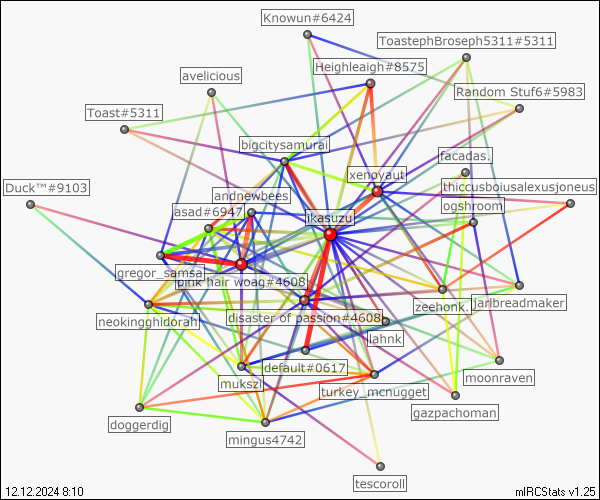 Knowun#6424
ToastephBroseph5311#5311
Heighleaigh#8575
avelicious
Random Stuf6#5983
Toast#5311
bigcitysamurai
facadas.
xenoyaut
Duck™#9103
thiccusboiusalexusjoneus
andnewbees
ogshroom
asad#6947
ikasuzu
gregor_samsa
pink hair woag#4608
zeehonk.
jarlbreadmaker
neokingghidorah
disaster of passion#4608
lahnk
default#0617
moonraven
mukszi
turkey_mcnugget
gazpachoman
doggerdig
mingus4742
tescoroll
12.12.2024 8:10
mIRCStats v1.25